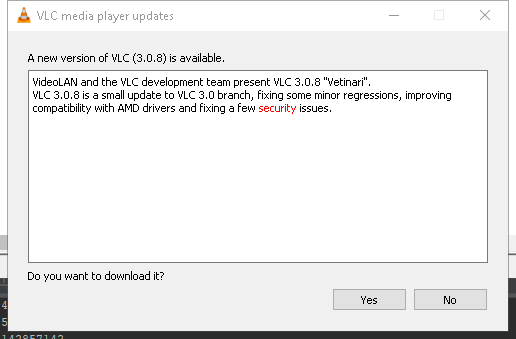 VLC media player updates
A new version of VLC (3.0.8) is available.
VideoLAN and the VLC development team present VLC 3.0.8 "Vetinari".
VLC 3.0.8 is a small update to VLC 3.0 branch, fixing some minor regressions, improving
compatibility with AMD drivers and fixing a few security issues.
Do you want to download it?
Yes No
4
5
142857142